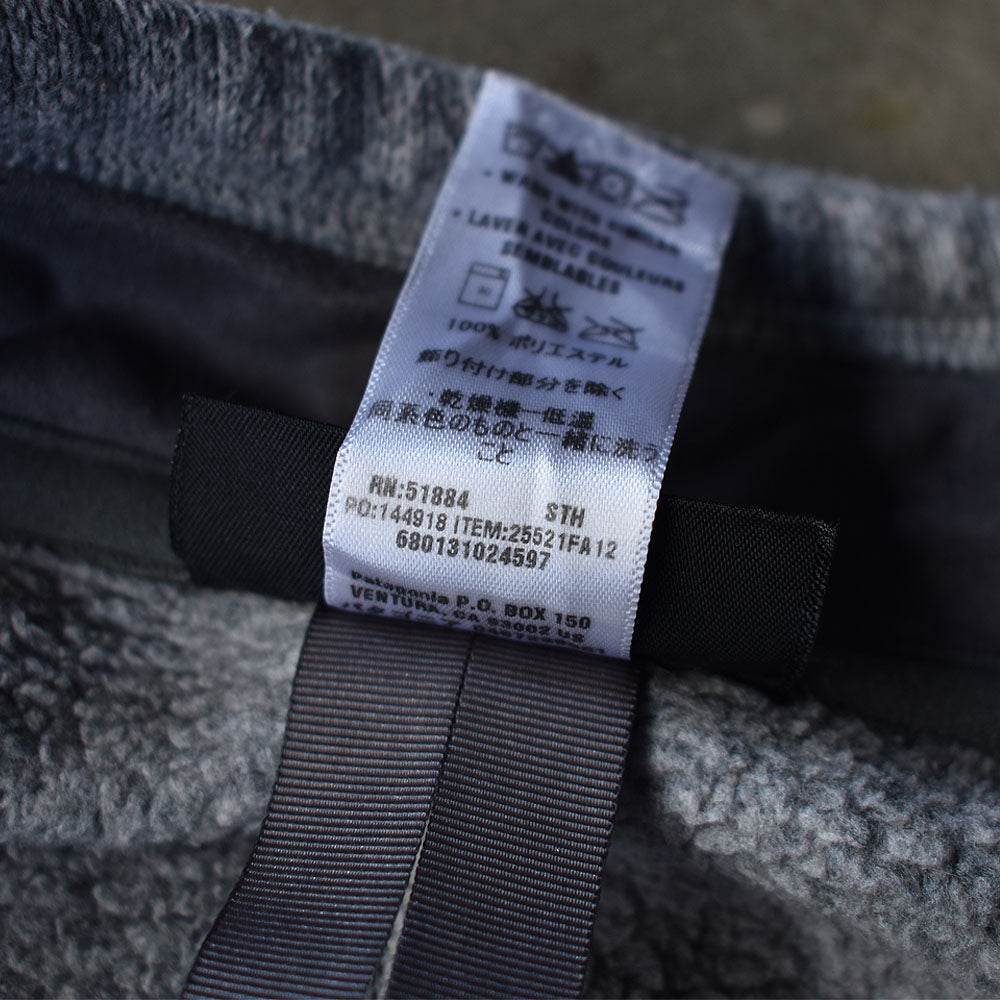 • WASH WITH SIMILAR
COLORS
• LAVER AVEC COULEURS
SEMBLABLES
100% ポリエステル
飾り付け部分を除く
・乾燥機ー低温
同系色のものと一緒に洗う
こと
RN:51884 STH
PO:144918 ITEM:25521FA12
680131024597
Patagonia P.O. BOX 150
VENTURA, CA 93002 US